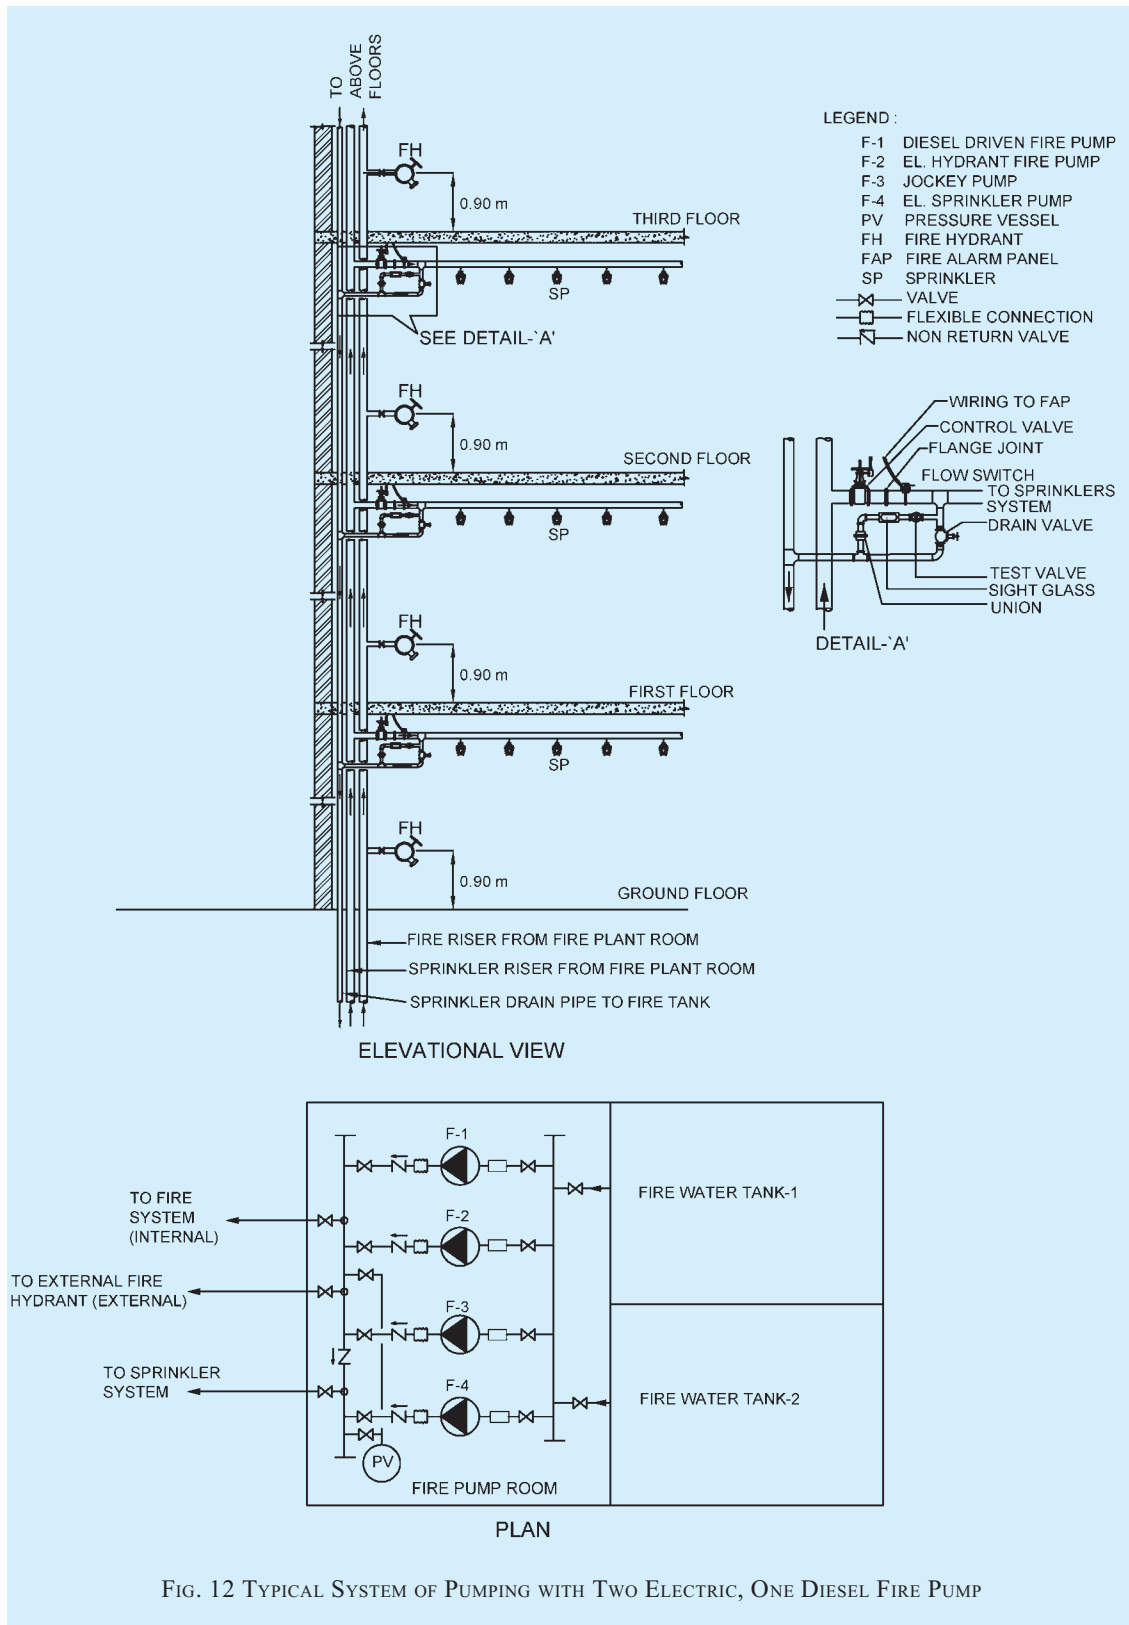 TO
ABOVE
FLOORS
FH
0.90 m
THIRD FLOOR
SP
SEE DETAIL-`A'
FH
0.90 m
SECOND FLOOR
SP
FH
0.90 m
FIRST FLOOR
SP
FH
0.90 m
GROUND FLOOR
FIRE RISER FROM FIRE PLANT ROOM
SPRINKLER RISER FROM FIRE PLANT ROOM
SPRINKLER DRAIN PIPE TO FIRE TANK
ELEVATIONAL VIEW
LEGEND :
F-1 DIESEL DRIVEN FIRE PUMP
F-2 EL. HYDRANT FIRE PUMP
F-3 JOCKEY PUMP
F-4 EL. SPRINKLER PUMP
PV PRESSURE VESSEL
FH FIRE HYDRANT
FAP FIRE ALARM PANEL
SP SPRINKLER
VALVE
FLEXIBLE CONNECTION
NON RETURN VALVE
WIRING TO FAP
CONTROL VALVE
FLANGE JOINT
FLOW SWITCH
TO SPRINKLERS
SYSTEM
DRAIN VALVE
TEST VALVE
SIGHT GLASS
UNION
DETAIL-`A'
F-1
F-2
F-3
F-4
PV
TO FIRE
SYSTEM
(INTERNAL)
TO EXTERNAL FIRE
HYDRANT (EXTERNAL)
TO SPRINKLER
SYSTEM
FIRE WATER TANK-1
FIRE WATER TANK-2
FIRE PUMP ROOM
PLAN
FIG. 12 TYPICAL SYSTEM OF PUMPING WITH TWO ELECTRIC, ONE DIESEL FIRE PUMP